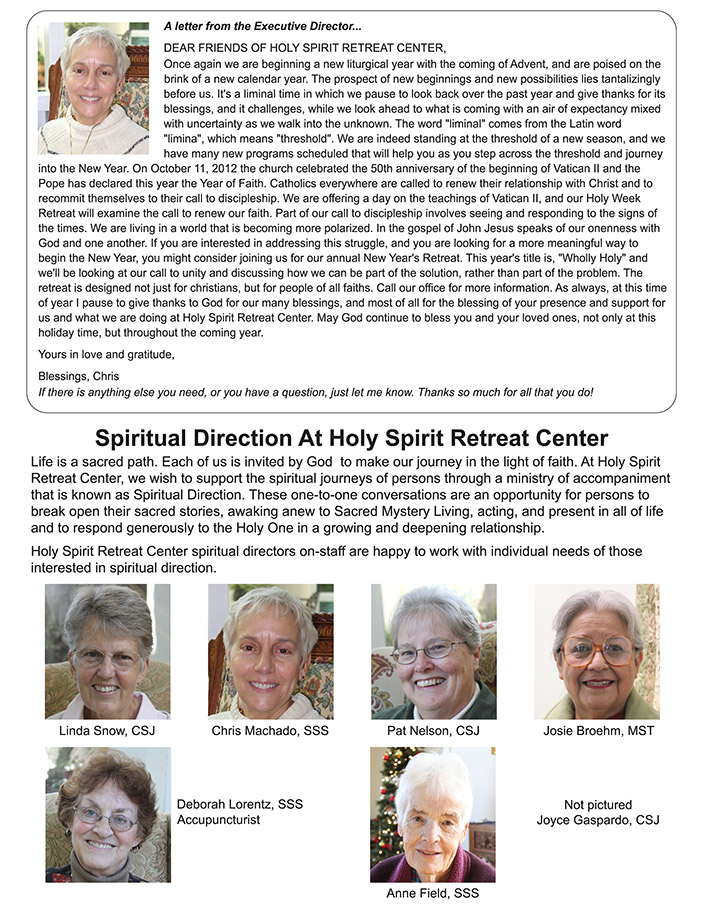 A letter from the Executive Director...
DEAR FRIENDS OF HOLY SPIRIT RETREAT CENTER,
Once again we are beginning a new liturgical year with the coming of Advent, and are poised on the
brink of a new calendar year. The prospect of new beginnings and new possibilities lies tantalizingly
before us. It's a liminal time in which we pause to look back over the past year and give thanks for its
blessings, and it challenges, while we look ahead to what is coming with an air of expectancy mixed
with uncertainty as we walk into the unknown. The word "liminal" comes from the Latin word
"limina", which means "threshold". We are indeed standing at the threshold of a new season, and we
have many new programs scheduled that will help you as you step across the threshold and journey
into the New Year. On October 11, 2012 the church celebrated the 50th anniversary of the beginning of Vatican II and the
Pope has declared this year the Year of Faith. Catholics everywhere are called to renew their relationship with Christ and to
recommit themselves to their call to discipleship. We are offering a day on the teachings of Vatican II, and our Holy Week
Retreat will examine the call to renew our faith. Part of our call to discipleship involves seeing and responding to the signs of
the times. We are living in a world that is becoming more polarized. In the gospel of John Jesus speaks of our onenness with
God and one another. If you are interested in addressing this struggle, and you are looking for a more meaningful way to
begin the New Year, you might consider joining us for our annual New Year's Retreat. This year's title is, "Wholly Holy" and
we'll be looking at our call to unity and discussing how we can be part of the solution, rather than part of the problem. The
retreat is designed not just for christians, but for people of all faiths. Call our office for more information. As always, at this time
of year I pause to give thanks to God for our many blessings, and most of all for the blessing of your presence and support for
us and what we are doing at Holy Spirit Retreat Center. May God continue to bless you and your loved ones, not only at this
holiday time, but throughout the coming year.
Yours in love and gratitude,
Blessings, Chris
If there is anything else you need, or you have a question, just let me know. Thanks so much for all that you do!
Spiritual Direction At Holy Spirit Retreat Center
Life is a sacred path. Each of us is invited by God to make our journey in the light of faith. At Holy Spirit
Retreat Center, we wish to support the spiritual journeys of persons through a ministry of accompaniment
that is known as Spiritual Direction. These one-to-one conversations are an opportunity for persons to
break open their sacred stories, awaking anew to Sacred Mystery Living, acting, and present in all of life
and to respond generously to the Holy One in a growing and deepening relationship.
Holy Spirit Retreat Center spiritual directors on-staff are happy to work with individual needs of those
interested in spiritual direction.
Linda Snow, CSJ
Chris Machado, SSS
Pat Nelson, CSJ
Josie Broehm, MST
Deborah Lorentz, SSS
Accupuncturist
Anne Field, SSS
Not pictured
Joyce Gaspardo, CSJ